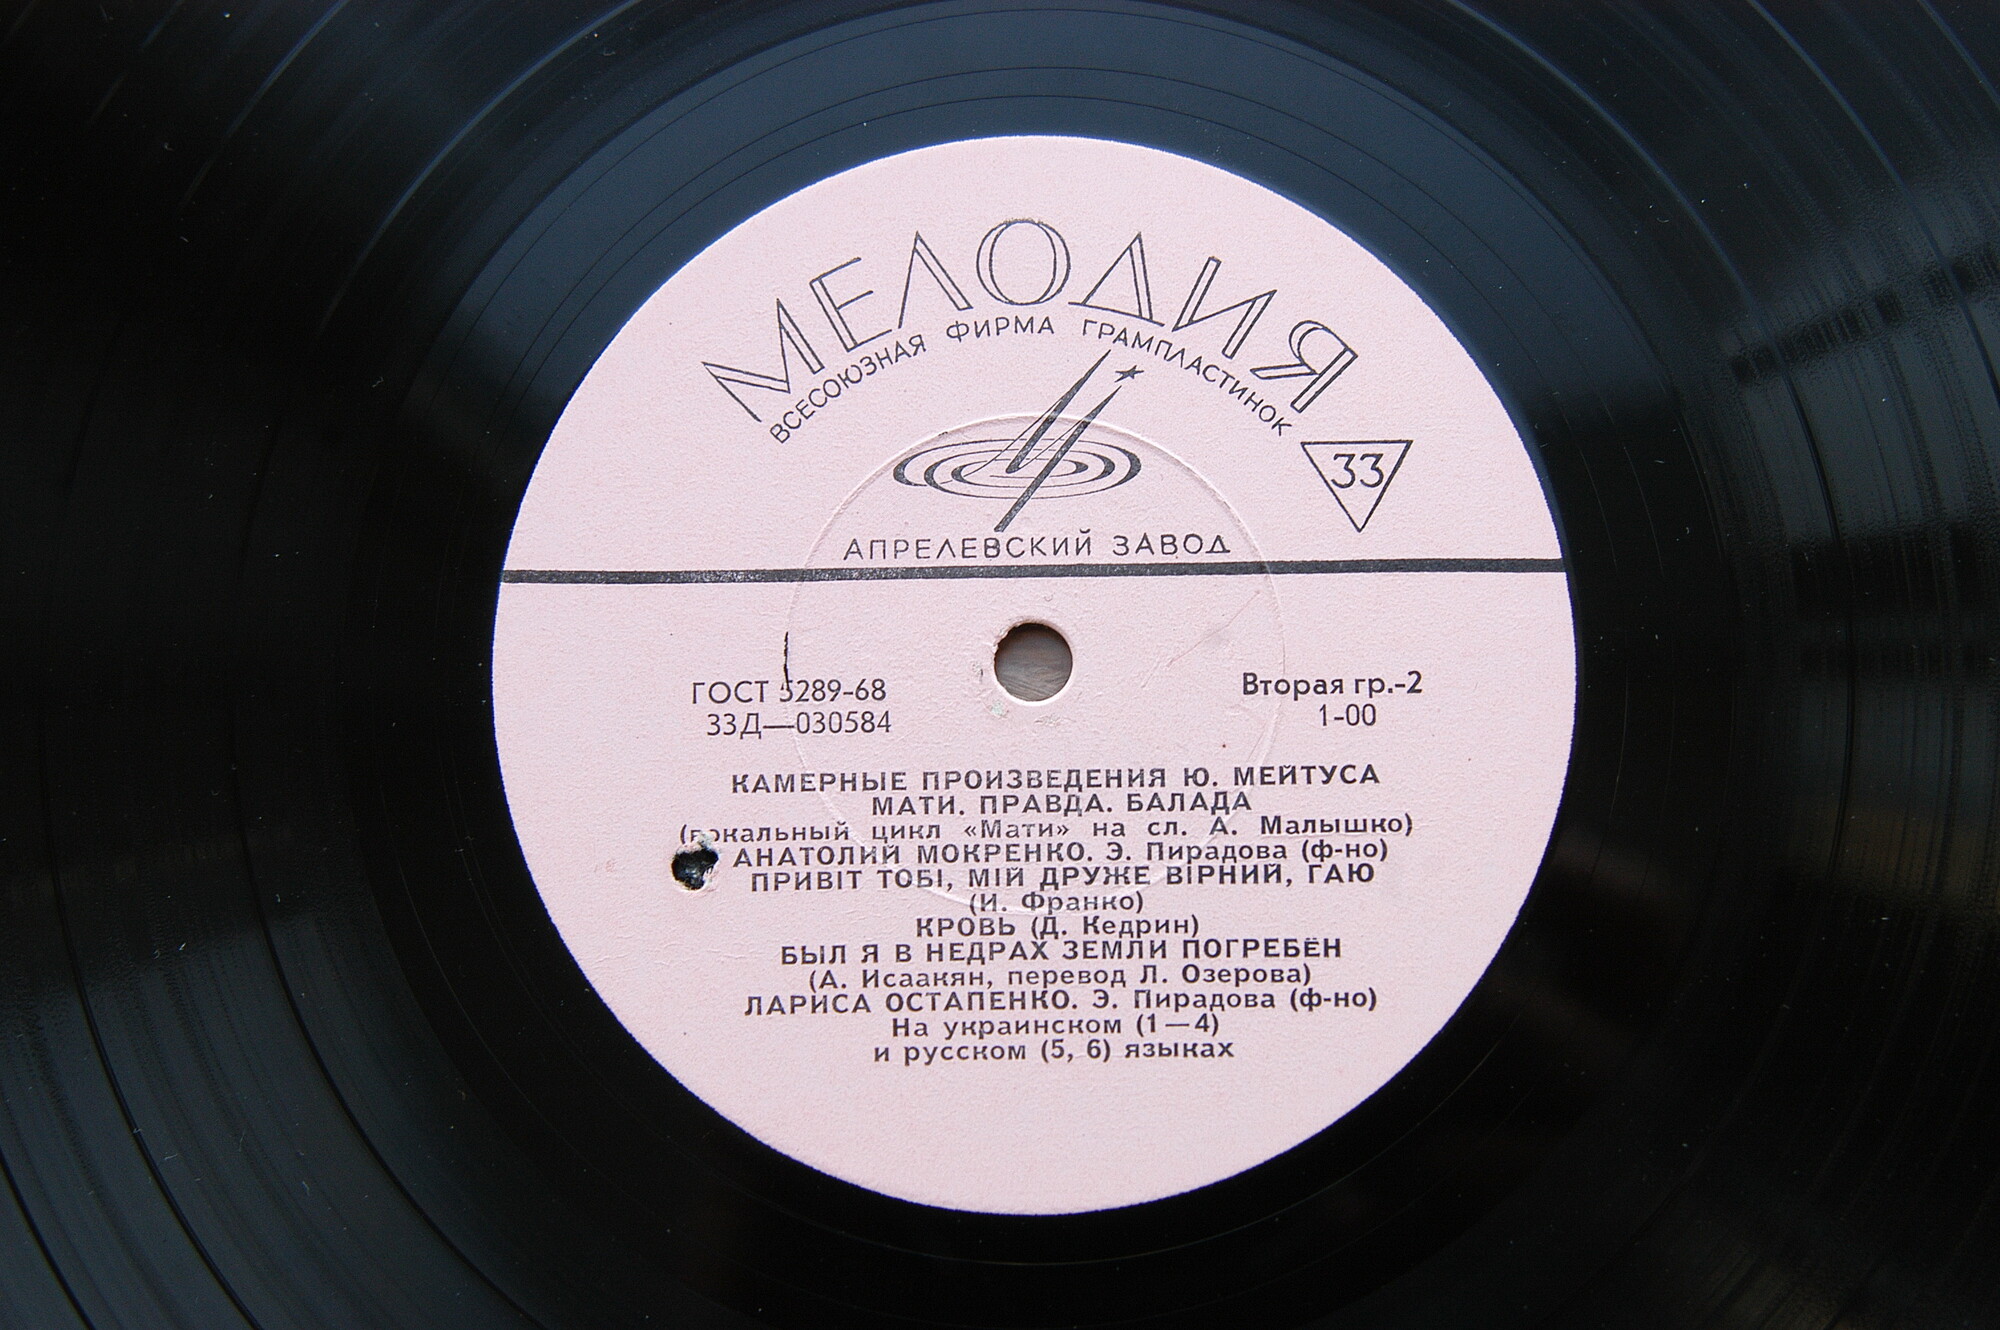 МЕЛОДИЯ
ВСЕСОЮЗНАЯ ФИРМА ГРАМПЛАСТИНОК
33
АПРЕЛЕВСКИЙ ЗАВОД
ГОСТ 5289-68
Вторая гр.-2
33Д—030584
1-00
КАМЕРНЫЕ ПРОИЗВЕДЕНИЯ Ю. МЕЙТУСА
МАТИ. ПРАВДА. БАЛАДА
(вокальный цикл «Мати» на сл. А. Малышко)
АНАТОЛИЙ МОКРЕНКО. Э. Пирадова (ф-но)
ПРИВІТ ТОБІ, МІЙ ДРУЖЕ ВІРНИЙ, ГАЮ
(И. Франко)
КРОВЬ (Д. Кедрин)
БЫЛ Я В НЕДРАХ ЗЕМЛИ ПОГРЕБЁН
(А. Исаакян, перевод Л. Озерова)
ЛАРИСА ОСТАПЕНКО. Э. Пирадова (ф-но)
На украинском (1—4)
и русском (5, 6) языках